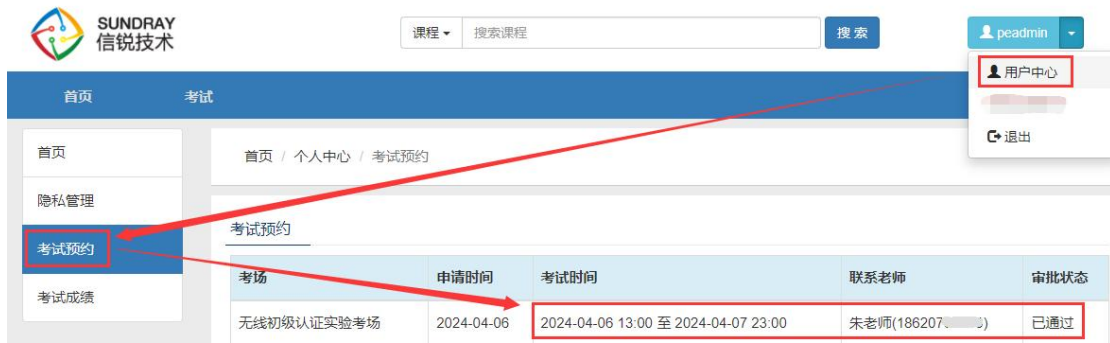 SUNDRAY
信锐技术
课程 搜索课程 搜 索 peadmin
用户中心
退出
首页 考试
首页
隐私管理
考试预约
考试成绩
首页 / 个人中心 / 考试预约
考试预约
考场 申请时间 考试时间 联系老师 审批状态
无线初级认证实验考场 2024-04-06 2024-04-06 13:00 至 2024-04-07 23:00 朱老师(186207 ) 已通过